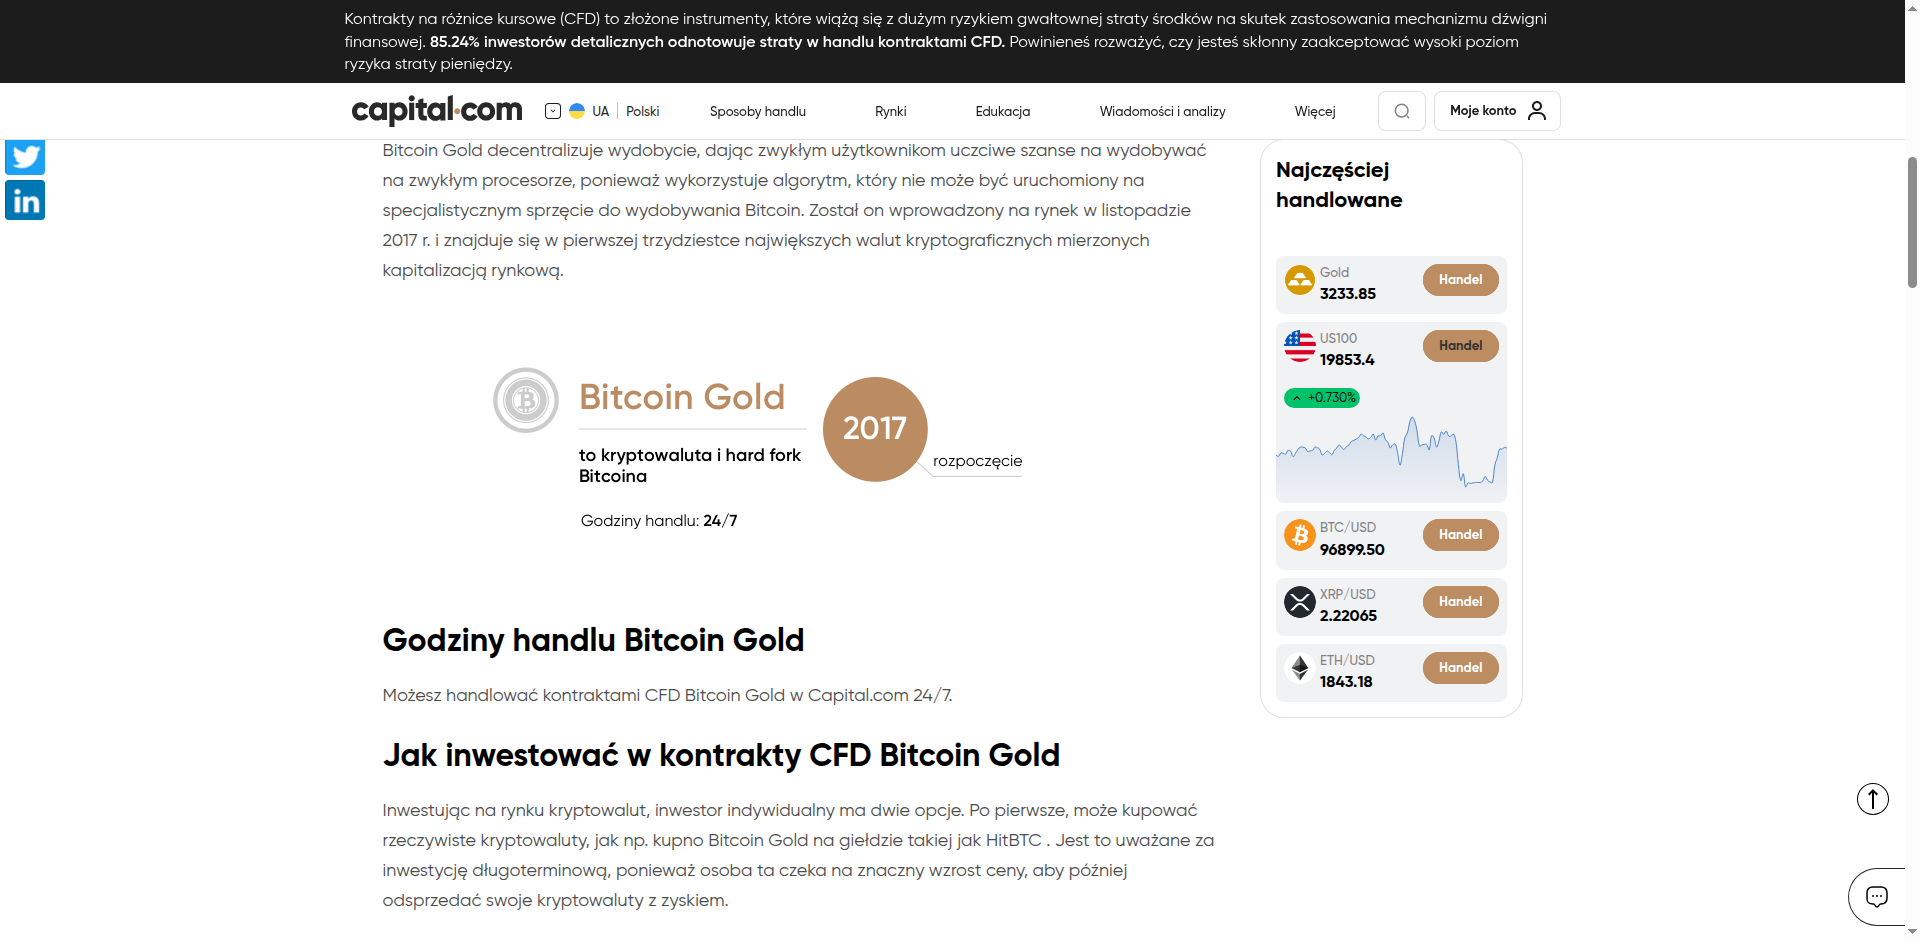 Kontrakty na różnice kursowe (CFD) to złożone instrumenty, które wiążą się z dużym ryzykiem gwałtownej straty środków na skutek zastosowania mechanizmu dźwigni
finansowej. 85.24% inwestorów detalicznych odnotowuje straty w handlu kontraktami CFD. Powinieneś rozważyć, czy jesteś skłonny zaakceptować wysoki poziom
ryzyka straty pieniędzy.
capital.com
UA
Polski
Sposoby handlu
Rynki
Edukacja
Wiadomości i analizy
Więcej
Moje konto
in
Bitcoin Gold decentralizuje wydobycie, dając zwykłym użytkownikom uczciwe szanse na wydobywać
na zwykłym procesorze, ponieważ wykorzystuje algorytm, który nie może być uruchomiony na
specjalistycznym sprzęcie do wydobywania Bitcoin. Został on wprowadzony na rynek w listopadzie
2017 r. i znajduje się w pierwszej trzydziestce największych walut kryptograficznych mierzonych
kapitalizacją rynkową.
Bitcoin Gold
to kryptowaluta i hard fork
Bitcoina
Godziny handlu: 24/7
2017
rozpoczęcie
Godziny handlu Bitcoin Gold
Możesz handlować kontraktami CFD Bitcoin Gold w Capital.com 24/7.
Jak inwestować w kontrakty CFD Bitcoin Gold
Inwestując na rynku kryptowalut, inwestor indywidualny ma dwie opcje. Po pierwsze, może kupować
rzeczywiste kryptowaluty, jak np. kupno Bitcoin Gold na giełdzie takiej jak HitBTC . Jest to uważane za
inwestycję długoterminową, ponieważ osoba ta czeka na znaczny wzrost ceny, aby później
odsprzedać swoje kryptowaluty z zyskiem.
Najczęściej
handlowane
Gold
3233.85
Handel
US100
19853.4
Handel
+0.730%
BTC/USD
96899.50
Handel
XRP/USD
2.22065
Handel
ETH/USD
1843.18
Handel